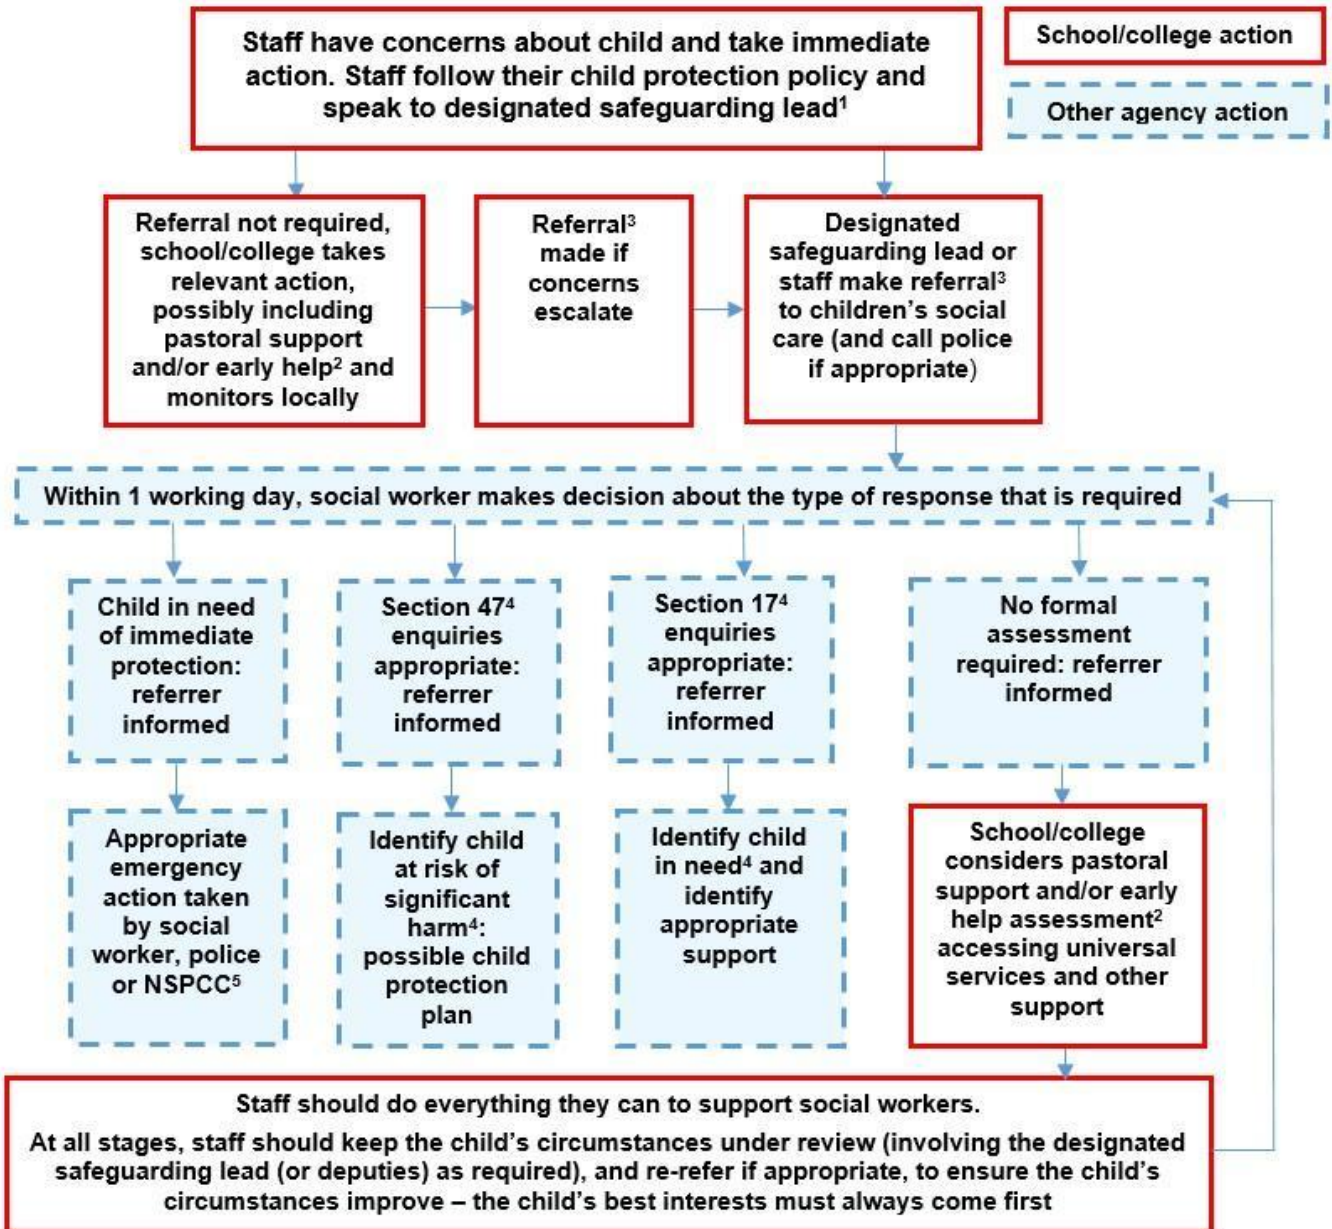 Staff have concerns about child and take immediate
action. Staff follow their child protection policy and
speak to designated safeguarding lead¹
School/college action
Other agency action
Referral not required,
school/college takes
relevant action,
possibly including
pastoral support
and/or early help² and
monitors locally
Referral³
made if
concerns
escalate
Designated
safeguarding lead or
staff make referral³
to children’s social
care (and call police
if appropriate)
Within 1 working day, social worker makes decision about the type of response that is required
Child in need
of immediate
protection:
referrer
informed
Section 47⁴
enquiries
appropriate:
referrer
informed
Section 17⁴
enquiries
appropriate:
referrer
informed
No formal
assessment
required: referrer
informed
Appropriate
emergency
action taken
by social
worker, police
or NSPCC⁵
Identify child
at risk of
significant
harm⁴:
possible child
protection
plan
Identify child
in need⁴ and
identify
appropriate
support
School/college
considers pastoral
support and/or early
help assessment²
accessing universal
services and other
support
Staff should do everything they can to support social workers.
At all stages, staff should keep the child’s circumstances under review (involving the designated
safeguarding lead (or deputies) as required), and re-refer if appropriate, to ensure the child’s
circumstances improve – the child’s best interests must always come first